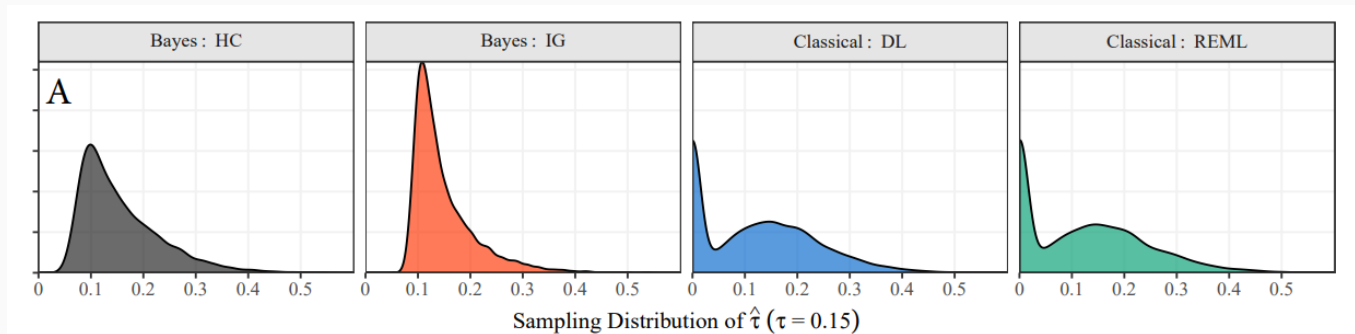 Bayes : HC
Bayes : IG
Classical : DL
Classical : REML
A
0 0.1 0.2 0.3 0.4 0.5
0 0.1 0.2 0.3 0.4 0.5
0 0.1 0.2 0.3 0.4 0.5
0 0.1 0.2 0.3 0.4 0.5
Sampling Distribution of τ̂ (τ = 0.15)